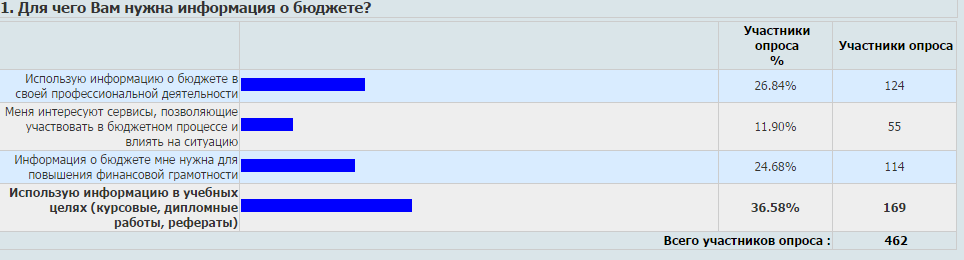 1. Для чего Вам нужна информация о бюджете?
Участники
опроса
%
Участники опроса
Использую информацию о бюджете в
своей профессиональной деятельности
26.84%
124
Меня интересуют сервисы, позволяющие
участвовать в бюджетном процессе и
влиять на ситуацию
11.90%
55
Информация о бюджете мне нужна для
повышения финансовой грамотности
24.68%
114
Использую информацию в учебных
целях (курсовые, дипломные
работы, рефераты)
36.58%
169
Всего участников опроса :
462